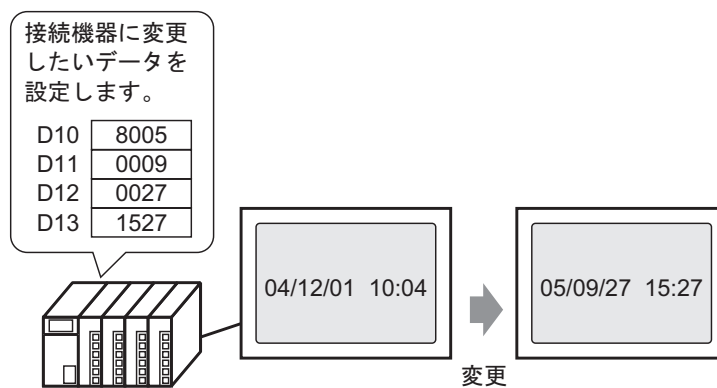 接続機器に変更
したいデータを
設定します。
D10 8005
D11 0009
D12 0027
D13 1527
04/12/01 10:04
05/09/27 15:27
変更